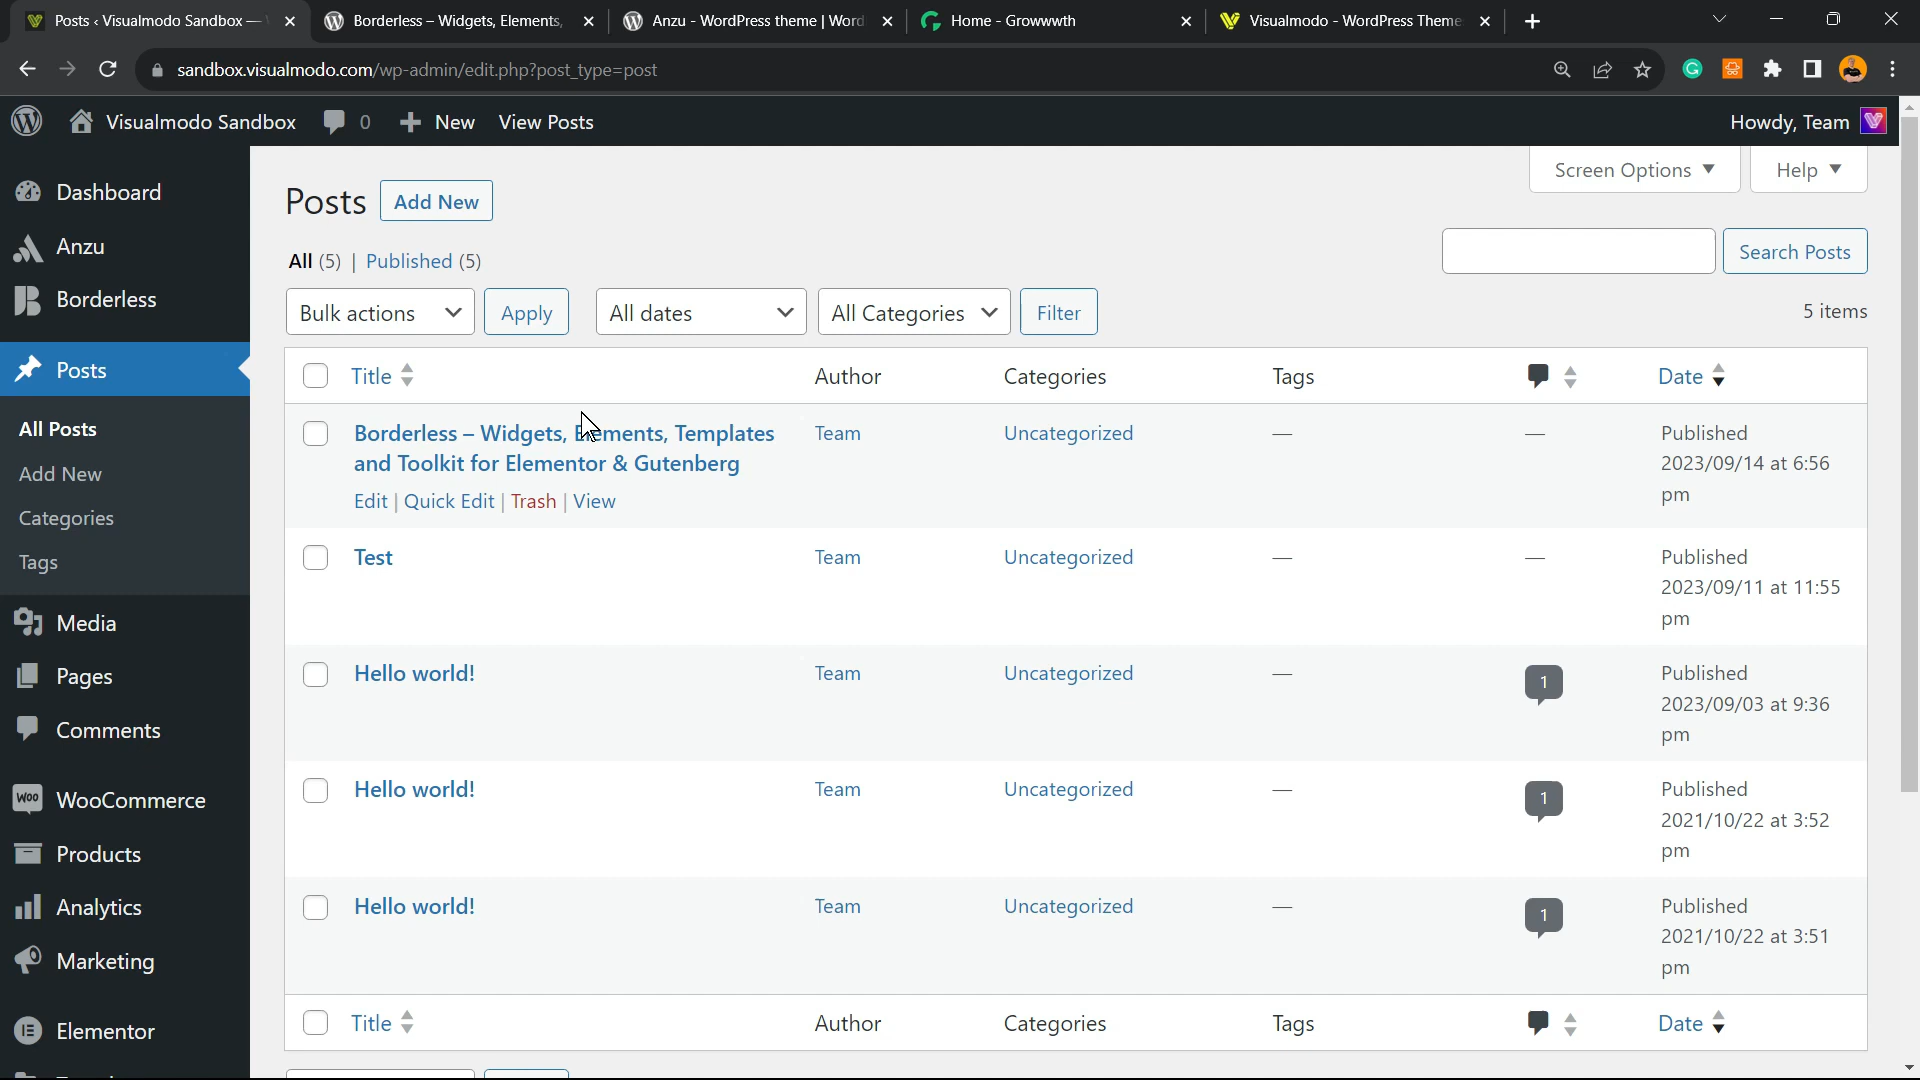 Posts ‹ Visualmodo Sandbox —
Borderless – Widgets, Elements,
Anzu - WordPress theme | Word
Home - Growwwth
Visualmodo - WordPress Theme
sandbox.visualmodo.com/wp-admin/edit.php?post_type=post
Visualmodo Sandbox
0
New
View Posts
Howdy, Team
Dashboard
Anzu
Borderless
Posts
All Posts
Add New
Categories
Tags
Media
Pages
Comments
WooCommerce
Products
Analytics
Marketing
Elementor
Screen Options
Help
Posts
Add New
All (5) | Published (5)
Search Posts
Bulk actions
Apply
All dates
All Categories
Filter
5 items
Title
Author
Categories
Tags
Date
Borderless – Widgets, Elements, Templates
and Toolkit for Elementor & Gutenberg
Edit | Quick Edit | Trash | View
Team
Uncategorized
—
—
Published
2023/09/14 at 6:56
pm
Test
Team
Uncategorized
—
—
Published
2023/09/11 at 11:55
pm
Hello world!
Team
Uncategorized
—
1
Published
2023/09/03 at 9:36
pm
Hello world!
Team
Uncategorized
—
1
Published
2021/10/22 at 3:52
pm
Hello world!
Team
Uncategorized
—
1
Published
2021/10/22 at 3:51
pm
Title
Author
Categories
Tags
Date